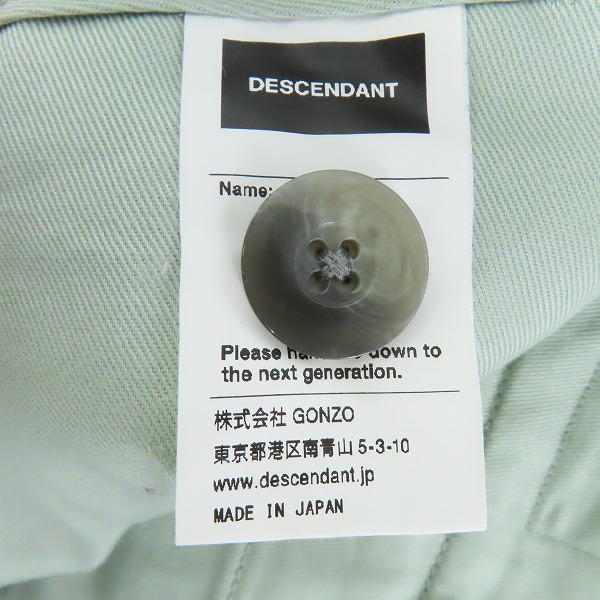 DESCENDANT
Name:
Please down to
the next generation.
株式会社 GONZO
東京都港区南青山 5-3-10
www.descendant.jp
MADE IN JAPAN